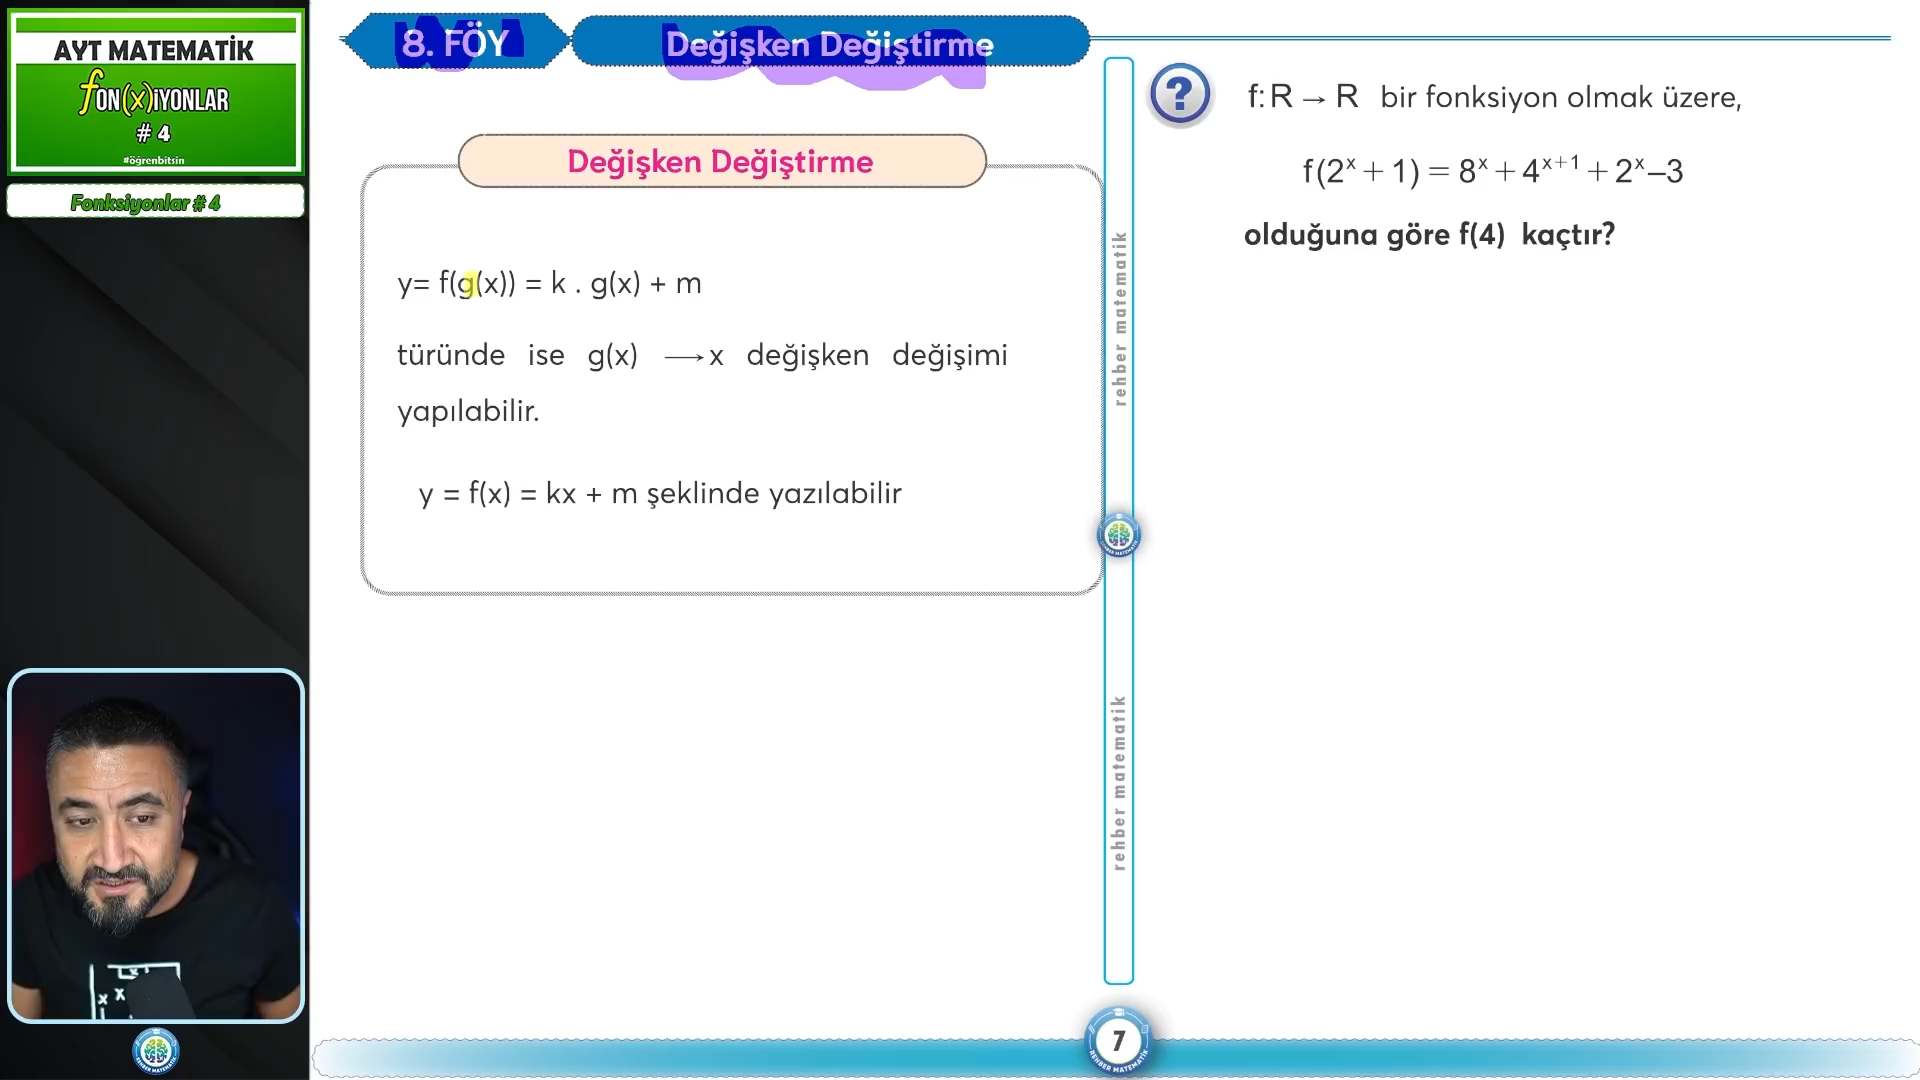 AYT MATEMATİK
fON(x)İYONLAR
# 4
#öğrenbitsin
Fonksiyonlar # 4
8. FÖY
Değişken Değiştirme
Değişken Değiştirme
y= f(g(x)) = k . g(x) + m
türünde ise g(x) ⟶x değişken değişimi
yapılabilir.
y = f(x) = kx + m şeklinde yazılabilir
rehber matematik
rehber matematik
?
f: R → R bir fonksiyon olmak üzere,
f(2ˣ + 1) = 8ˣ + 4ˣ⁺¹ + 2ˣ–3
olduğuna göre f(4) kaçtır?
7
REHBER MATEMATİK